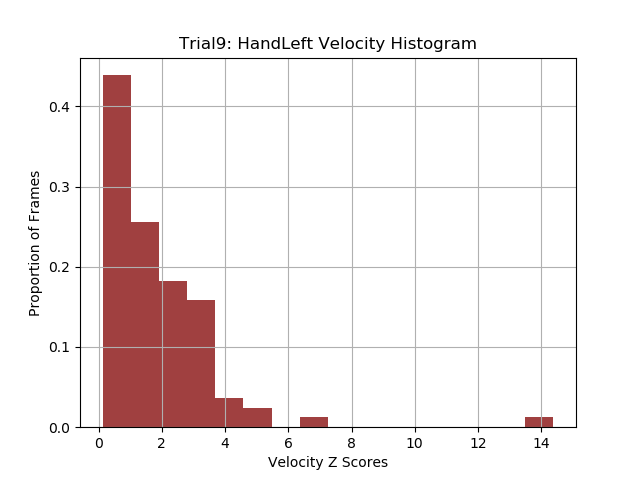 Trial9: HandLeft Velocity Histogram
0.4
0.3
0.2
0.1
0.0
Proportion of Frames
0 2 4 6 8 10 12 14
Velocity Z Scores